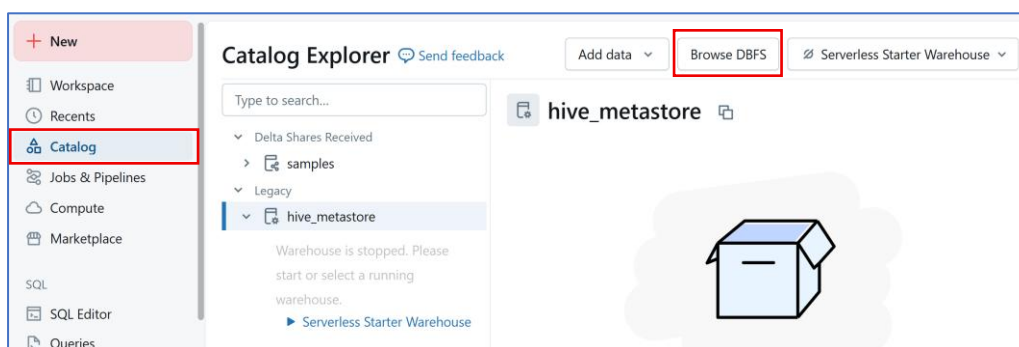 New
Workspace
Recents
Catalog
Jobs & Pipelines
Compute
Marketplace
SQL
SQL Editor
Queries
Catalog Explorer Send feedback
Add data
Browse DBFS
Serverless Starter Warehouse
Type to search...
Delta Shares Received
samples
Legacy
hive_metastore
Warehouse is stopped. Please
start or select a running
warehouse.
Serverless Starter Warehouse
hive_metastore